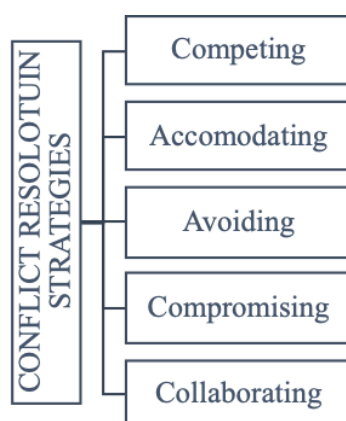 CONFLICT RESOLOTUIN
STRATEGIES
Competing
Accomodating
Avoiding
Compromising
Collaborating